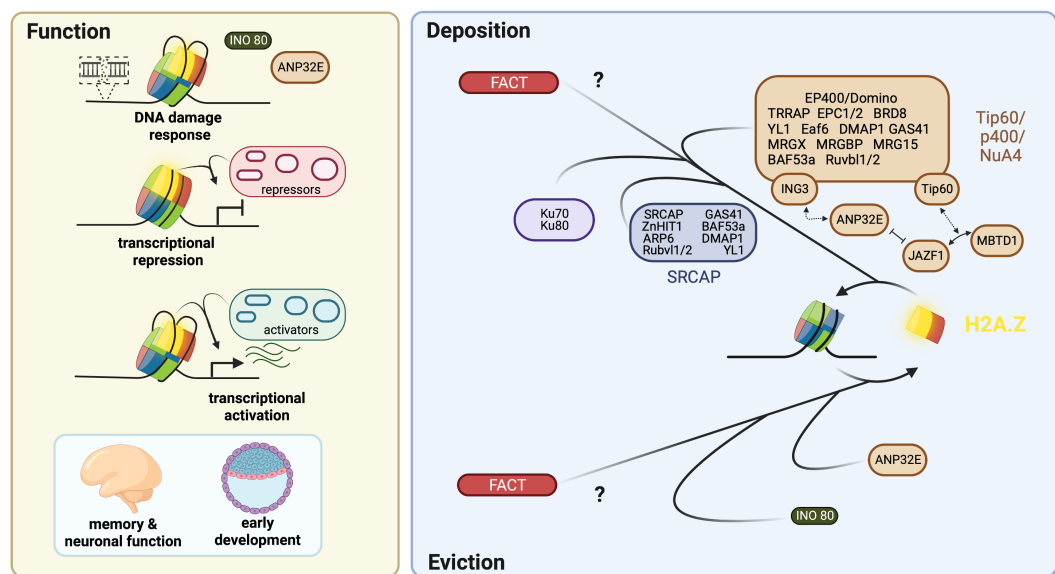 Function
INO 80
ANP32E
DNA damage
response
repressors
transcriptional
repression
activators
transcriptional
activation
memory &
neuronal function
early
development
Deposition
FACT
?
EP400/Domino
TRRAP EPC1/2 BRD8
YL1 Eaf6 DMAP1 GAS41
MRGX MRGBP MRG15
BAF53a Ruvbl1/2
Tip60/
p400/
NuA4
ING3
Tip60
ANP32E
JAZF1
MBTD1
Ku70
Ku80
SRCAP GAS41
ZnHIT1 BAF53a
ARP6 DMAP1
Rubvl1/2 YL1
SRCAP
H2A.Z
ANP32E
FACT
?
INO 80
Eviction